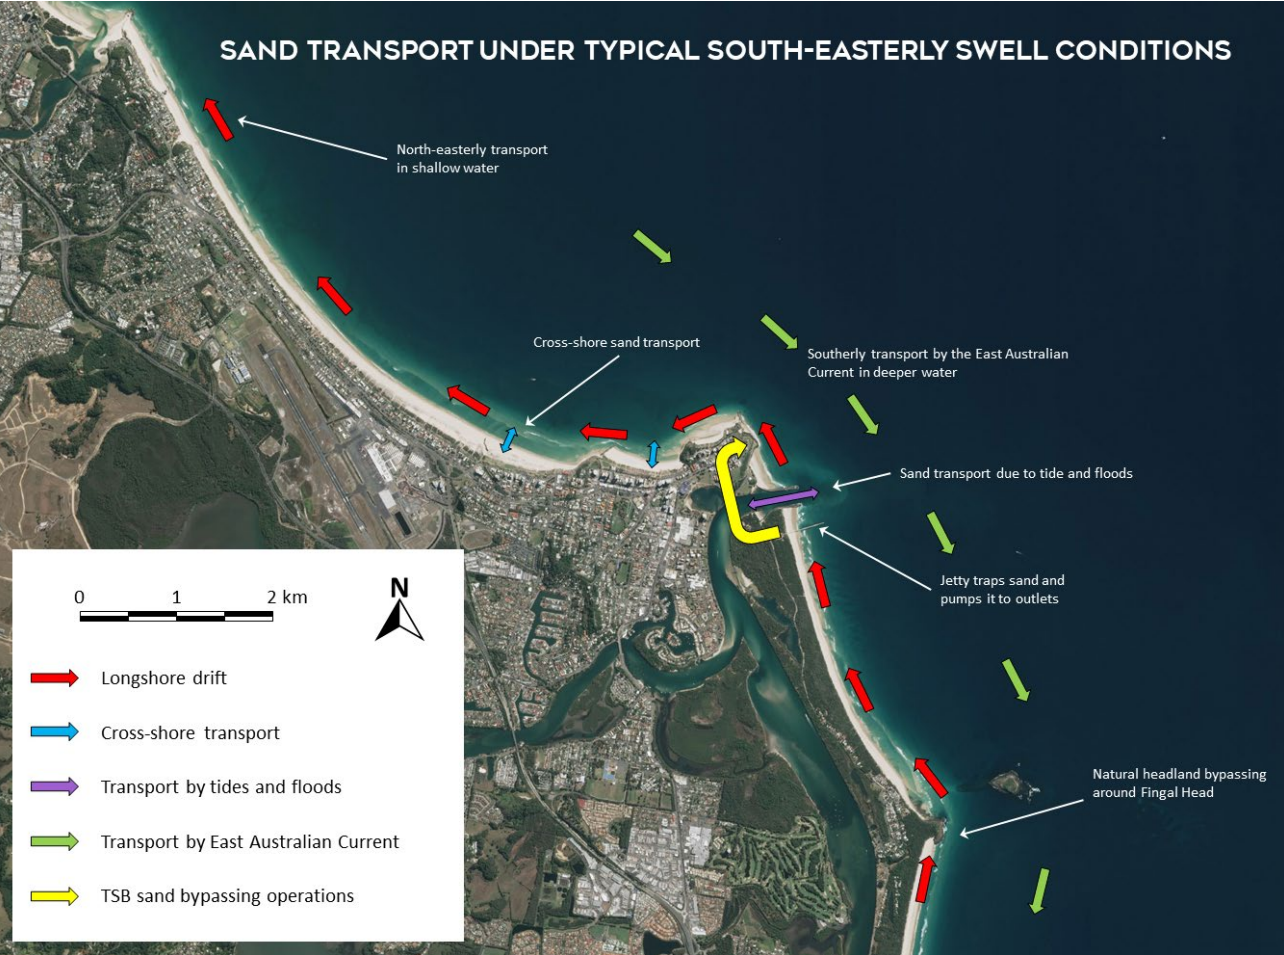 SAND TRANSPORT UNDER TYPICAL SOUTH-EASTERLY SWELL CONDITIONS
North-easterly transport
in shallow water
Cross-shore sand transport
Southerly transport by the East Australian
Current in deeper water
Sand transport due to tide and floods
Jetty traps sand and
pumps it to outlets
Natural headland bypassing
around Fingal Head
0 1 2 km
N
Longshore drift
Cross-shore transport
Transport by tides and floods
Transport by East Australian Current
TSB sand bypassing operations